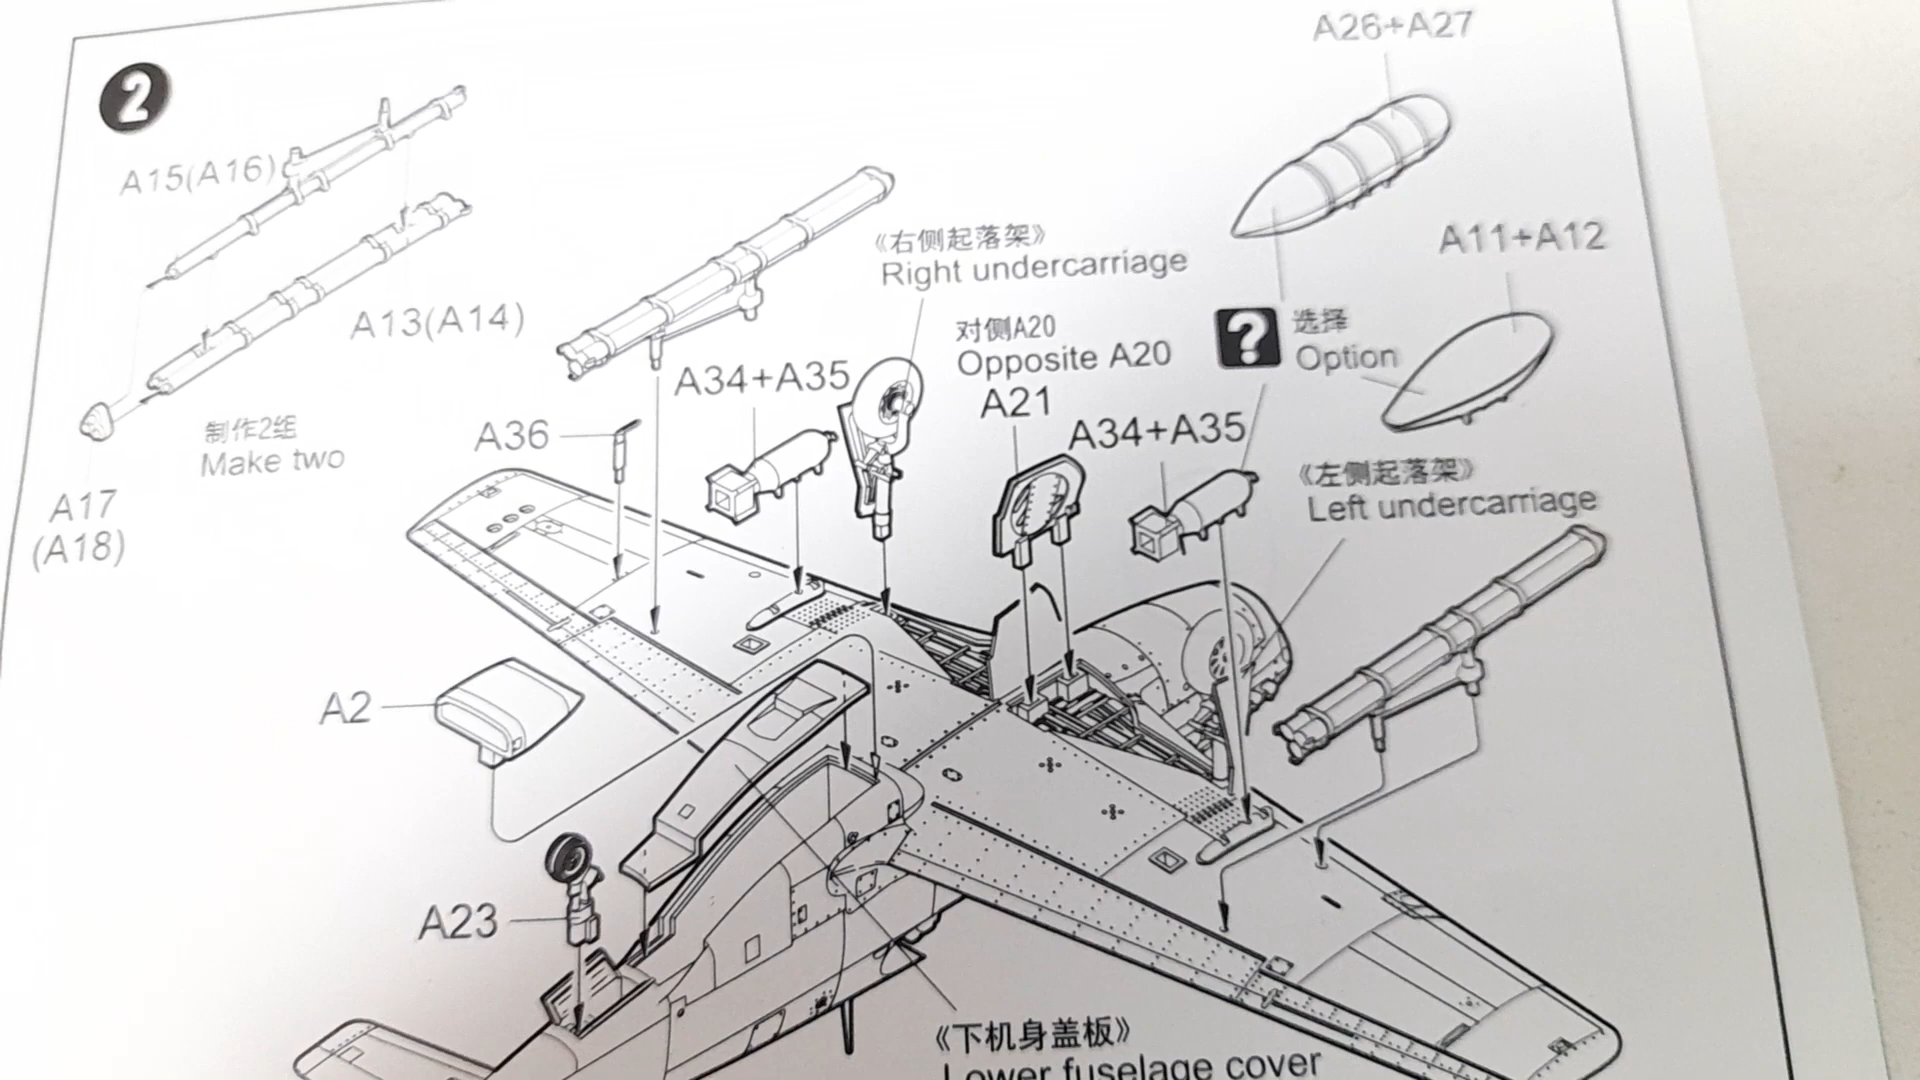 2
A26+A27
A15(A16)
《右侧起落架》
Right undercarriage
A11+A12
A13(A14)
对侧A20
Opposite A20
A21
?
选择
Option
A34+A35
A36
制作2组
Make two
A34+A35
《左侧起落架》
Left undercarriage
A17
(A18)
A2
A23
《下机身盖板》
Lower fuselage cover